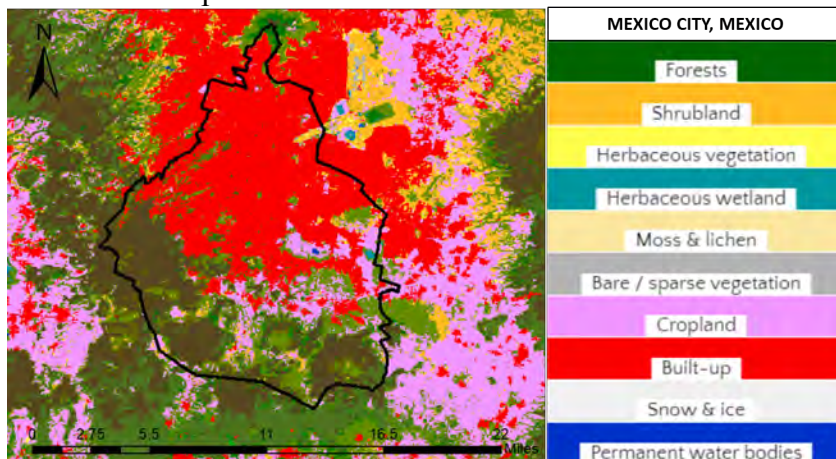 N
0 2.75 5.5 11 16.5 22
Miles
MEXICO CITY, MEXICO
Forests
Shrubland
Herbaceous vegetation
Herbaceous wetland
Moss & lichen
Bare / sparse vegetation
Cropland
Built-up
Snow & ice
Permanent water bodies